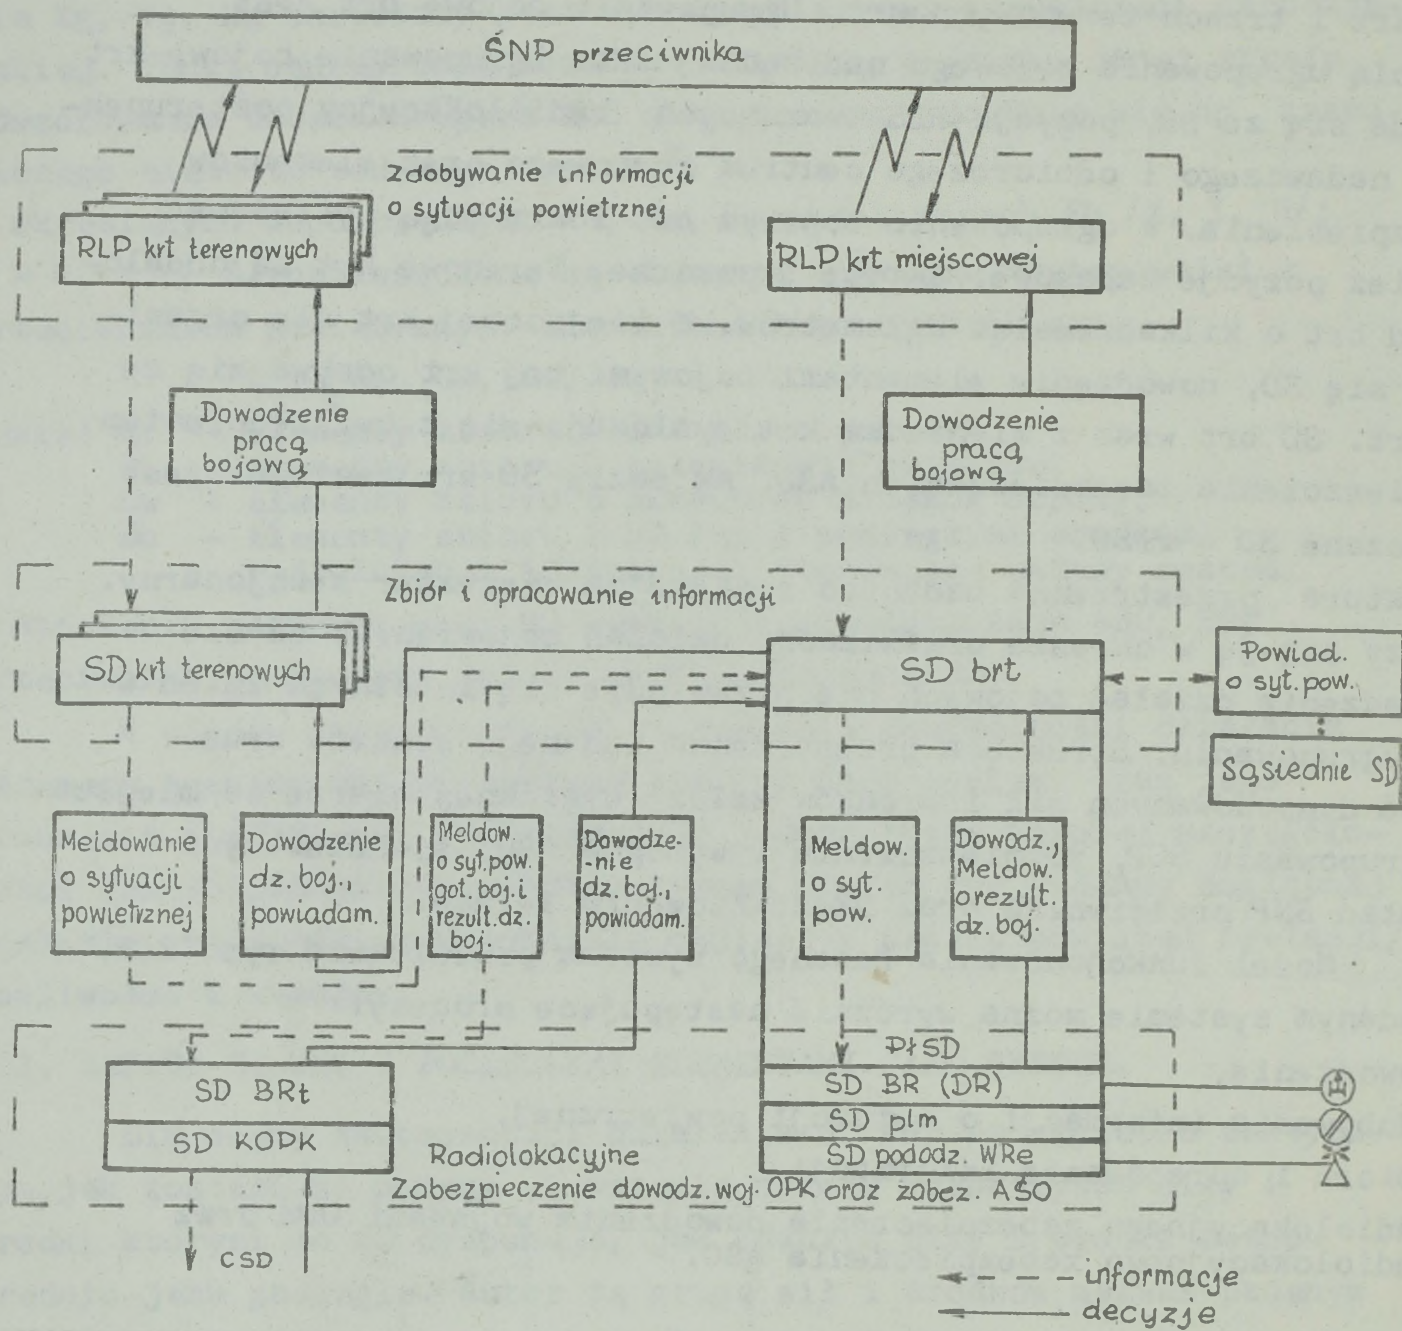 ŚNP przeciwnika
zdobywanie informacji
o sytuacji powietrznej
RLP krt terenowych
RLP krt miejscowej
Dowodzenie
pracą
bojową
Dowodzenie
pracą
bojową
Zbiór i opracowanie informacji
SD krt terenowych
SD brt
Powiad.
o syt. pow.
Sąsiednie SD
Meldowanie
o sytuacji
powietrznej
Dowodzenie
dz. boj.,
powiadam.
Meldow.
o syt. pow.
got. boj. i
rezult. dz.
boj.
Dowodze-
-nie
dz. boj.,
powiadam.
Meldow.
o syt.
pow.
Dowodz.,
Meldow.
o rezult.
dz. boj.
PŁSD
SD BRt
SD KOPK
SD BR (DR)
SD plm
SD pododz. WRe
Radiolokacyjne
Zabezpieczenie dowodz. woj. OPK oraz zabez. ASO
CSD
informacje
decyzje